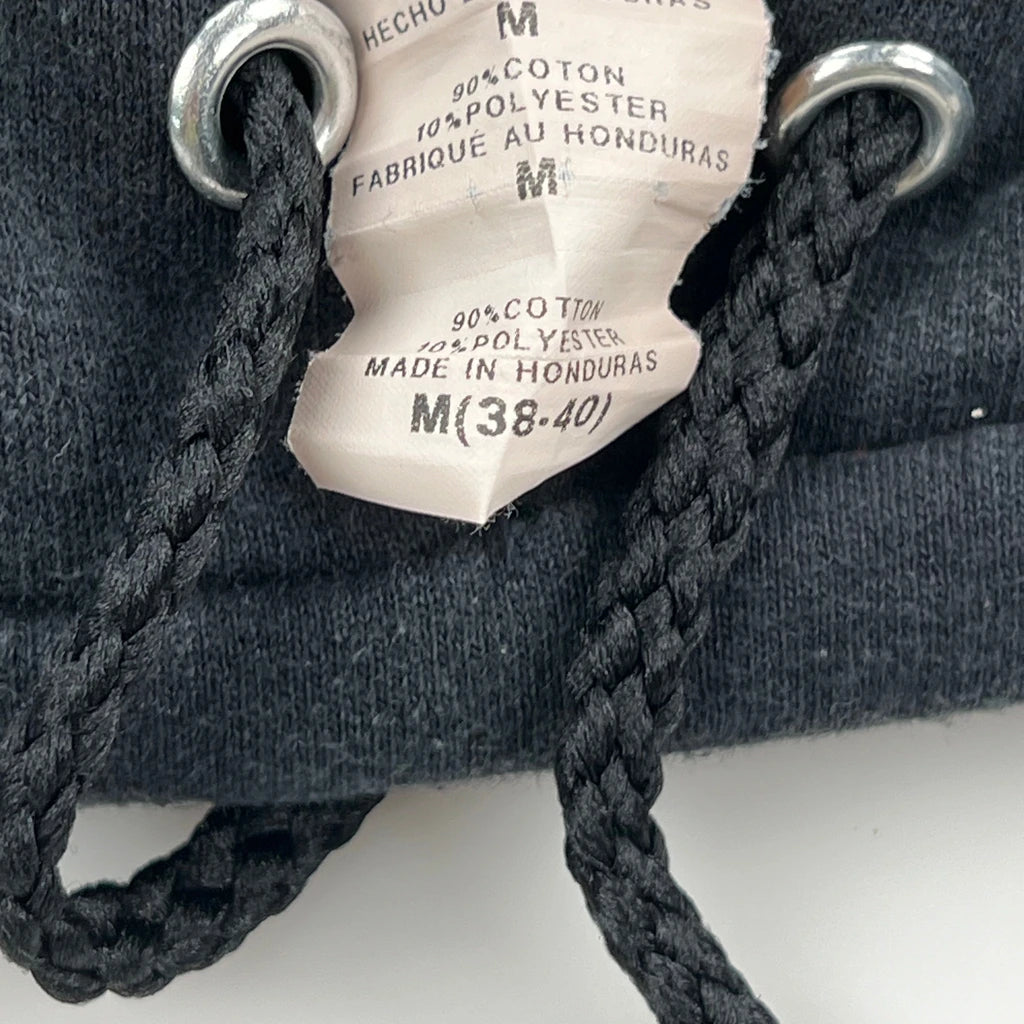 HECHO
M
90%COTON
10%POLYESTER
FABRIQUÉ AU HONDURAS
M
90%COTTON
10%POLYESTER
MADE IN HONDURAS
M(38-40)